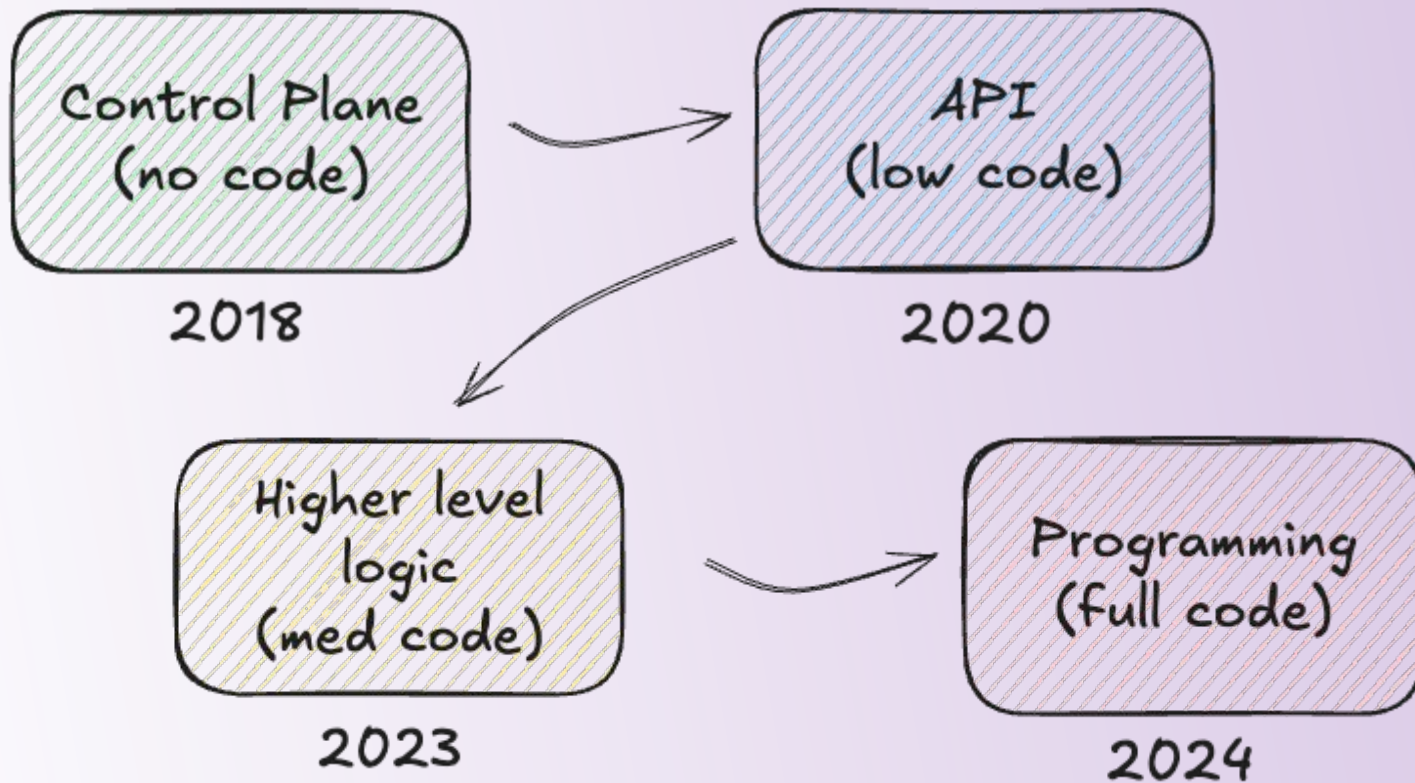 Control Plane
(no code)
2018
API
(low code)
2020
Higher level
logic
(med code)
2023
Programming
(full code)
2024